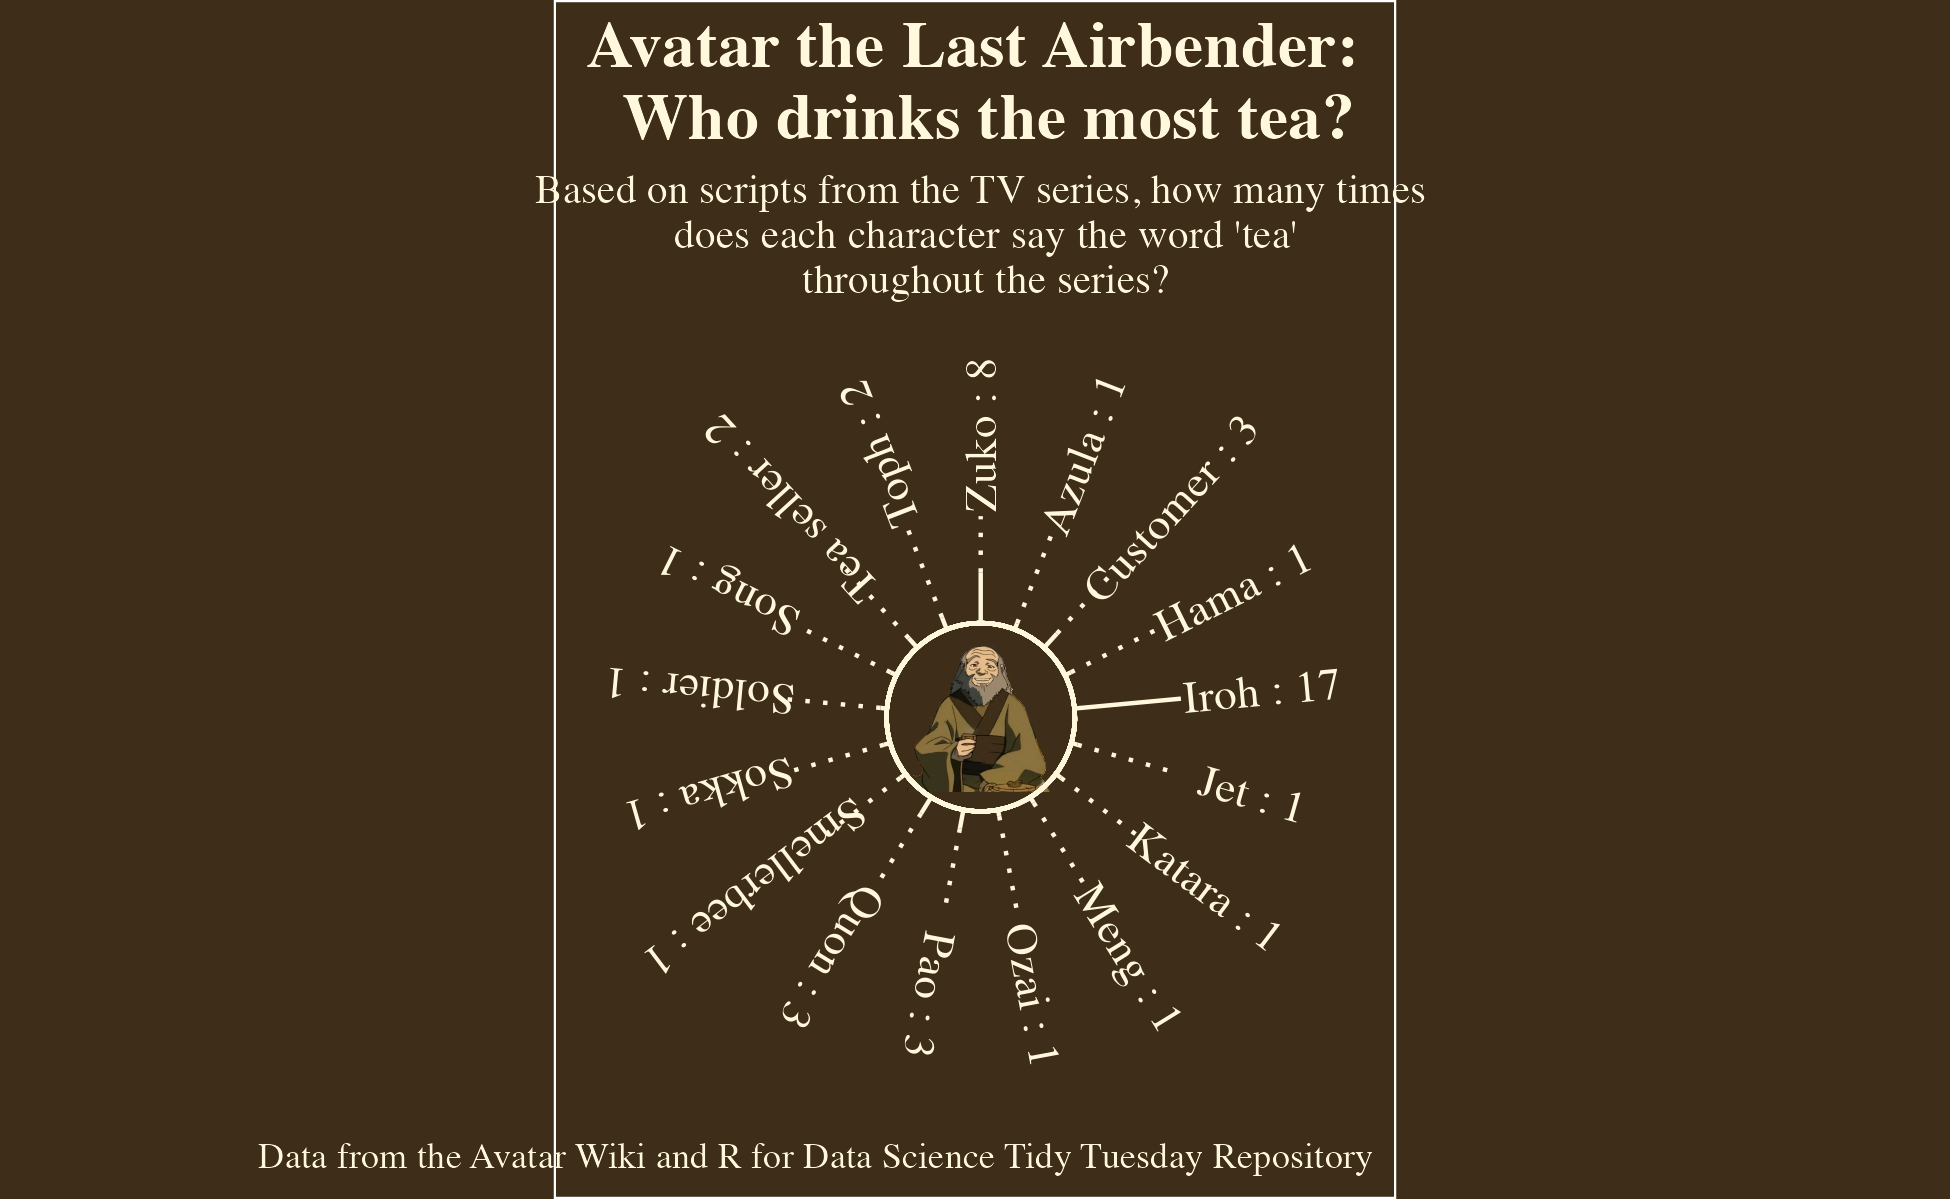 Avatar the Last Airbender:
Who drinks the most tea?
Based on scripts from the TV series, how many times
does each character say the word 'tea'
throughout the series?
Zuko : 8
Azula : 1
Customer : 3
Hama : 1
Iroh : 17
Jet : 1
Katara : 1
Meng : 1
Ozai : 1
Pao : 3
Quon : 3
Smellerbee : 1
Sokka : 1
Soldier : 1
Song : 1
Tea seller : 2
Toph : 2
Data from the Avatar Wiki and R for Data Science Tidy Tuesday Repository